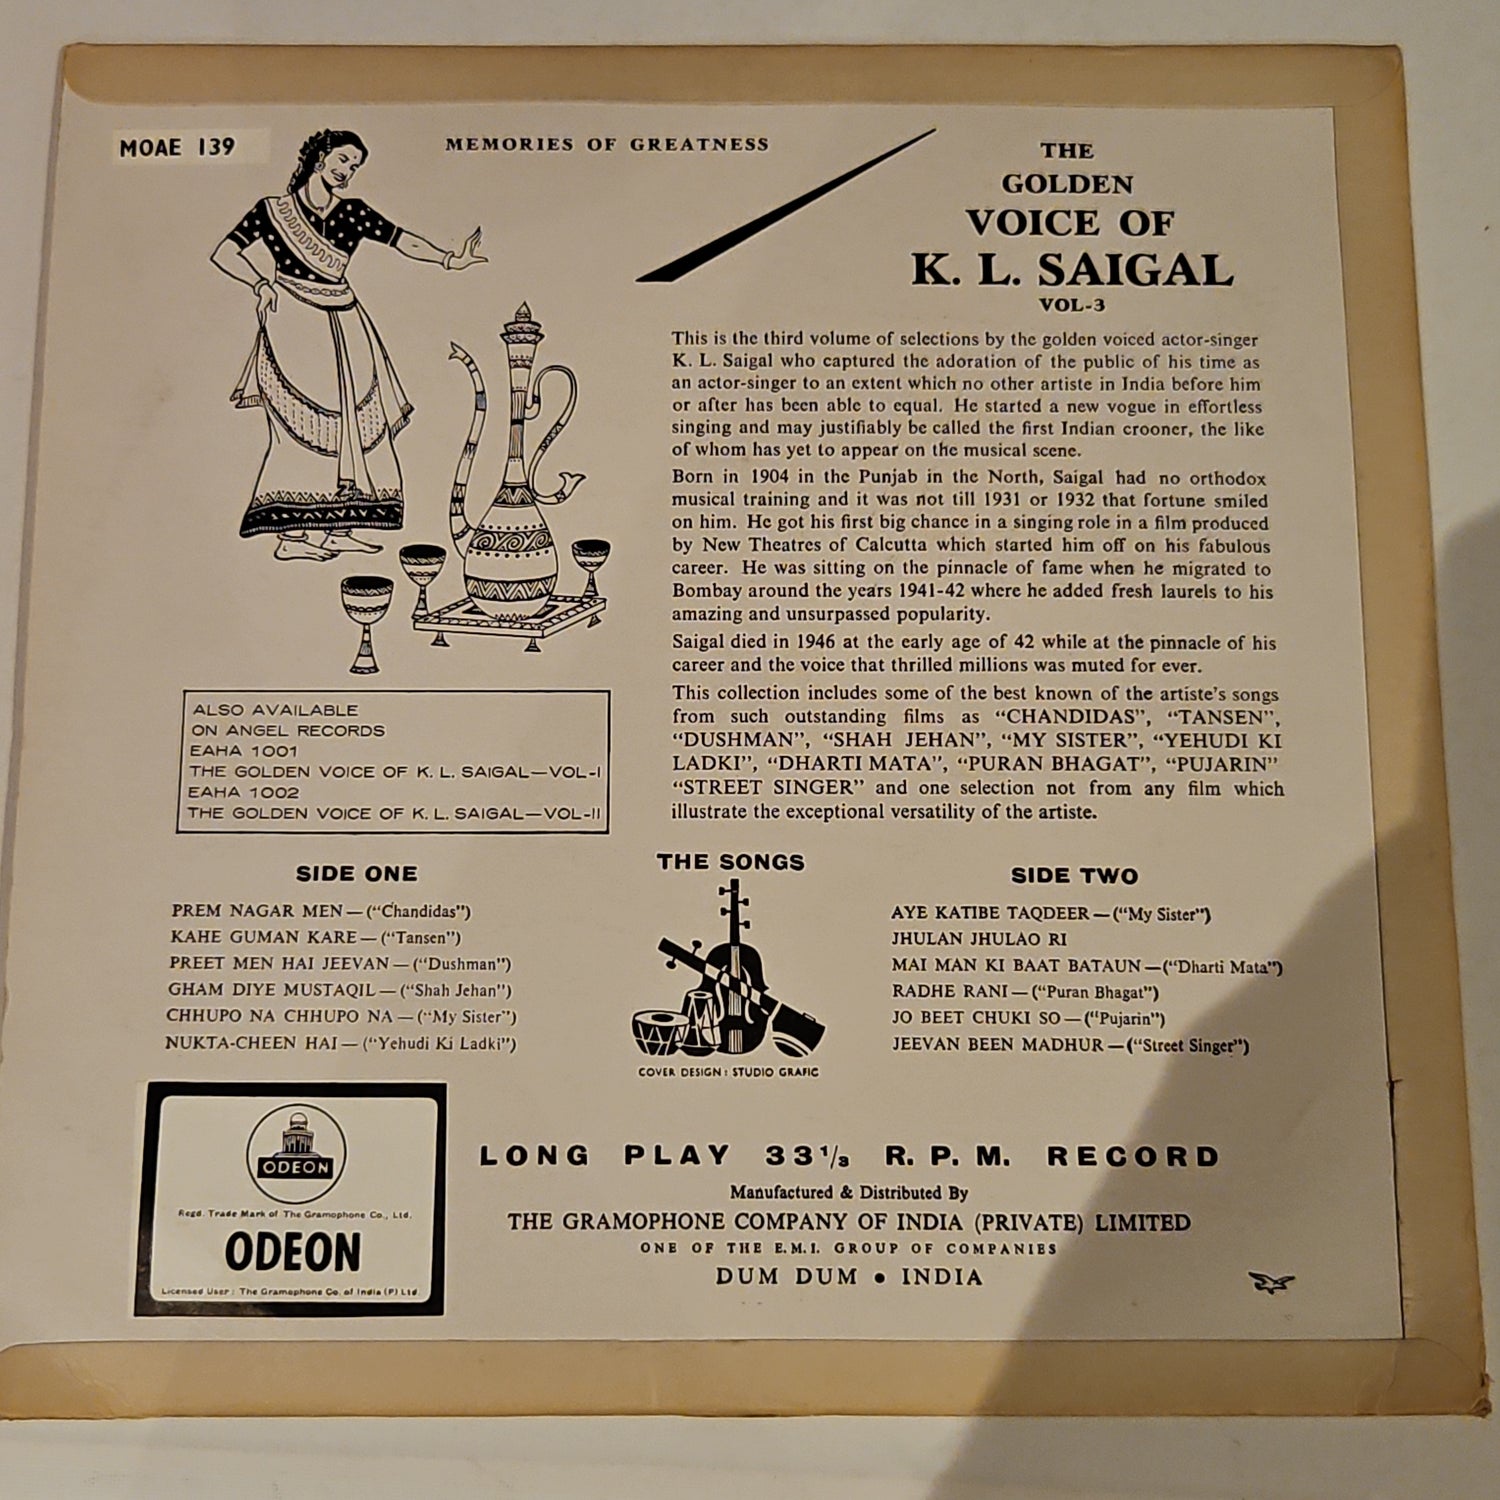 MOAE 139
MEMORIES OF GREATNESS
THE
GOLDEN
VOICE OF
K. L. SAIGAL
VOL-3
This is the third volume of selections by the golden voiced actor-singer
K. L. Saigal who captured the adoration of the public of his time as
an actor-singer to an extent which no other artiste in India before him
or after has been able to equal. He started a new vogue in effortless
singing and may justifiably be called the first Indian crooner, the like
of whom has yet to appear on the musical scene.
Born in 1904 in the Punjab in the North, Saigal had no orthodox
musical training and it was not till 1931 or 1932 that fortune smiled
on him. He got his first big chance in a singing role in a film produced
by New Theatres of Calcutta which started him off on his fabulous
career. He was sitting on the pinnacle of fame when he migrated to
Bombay around the years 1941-42 where he added fresh laurels to his
amazing and unsurpassed popularity.
Saigal died in 1946 at the early age of 42 while at the pinnacle of his
career and the voice that thrilled millions was muted for ever.
This collection includes some of the best known of the artiste's songs
from such outstanding films as “CHANDIDAS”, “TANSEN”,
“DUSHMAN”, “SHAH JEHAN”, “MY SISTER”, “YEHUDI KI
LADKI”, “DHARTI MATA”, “PURAN BHAGAT”, “PUJARIN”
“STREET SINGER” and one selection not from any film which
illustrate the exceptional versatility of the artiste.
ALSO AVAILABLE
ON ANGEL RECORDS
EAHA 1001
THE GOLDEN VOICE OF K. L. SAIGAL—VOL-I
EAHA 1002
THE GOLDEN VOICE OF K. L. SAIGAL—VOL-II
THE SONGS
SIDE ONE
PREM NAGAR MEN—(“Chandidas”)
KAHE GUMAN KARE—(“Tansen”)
PREET MEN HAI JEEVAN—(“Dushman”)
GHAM DIYE MUSTAQIL—(“Shah Jehan”)
CHHUPO NA CHHUPO NA—(“My Sister”)
NUKTA-CHEEN HAI—(“Yehudi Ki Ladki”)
SIDE TWO
AYE KATIBE TAQDEER—(“My Sister”)
JHULAN JHULAO RI
MAI MAN KI BAAT BATAUN—(“Dharti Mata”)
RADHE RANI—(“Puran Bhagat”)
JO BEET CHUKI SO—(“Pujarin”)
JEEVAN BEEN MADHUR—(“Street Singer”)
COVER DESIGN: STUDIO GRAFIC
ODEON
Regd. Trade Mark of The Gramophone Co., Ltd.
ODEON
Licensed User: The Gramophone Co. of India (P) Ltd.
LONG PLAY 33⅓ R. P. M. RECORD
Manufactured & Distributed By
THE GRAMOPHONE COMPANY OF INDIA (PRIVATE) LIMITED
ONE OF THE E.M.I. GROUP OF COMPANIES
DUM DUM • INDIA